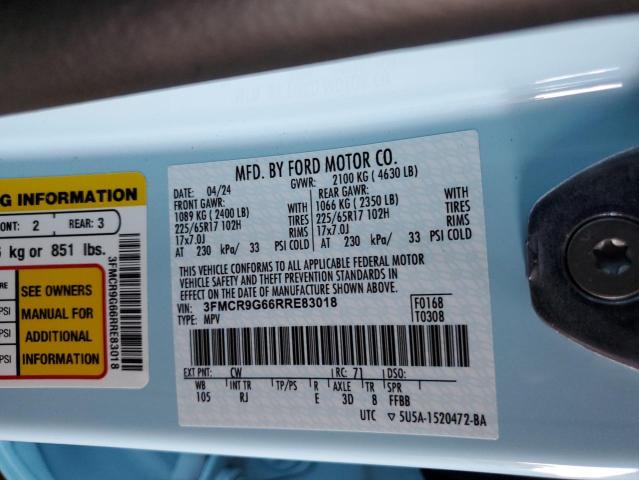 MFD. BY FORD MOTOR CO.
DATE: 04/24 GVWR: 2100 KG ( 4630 LB)
FRONT GAWR: REAR GAWR:
1089 KG ( 2400 LB) WITH 1066 KG ( 2350 LB) WITH
225/65R17 102H TIRES 225/65R17 102H TIRES
17x7.0J RIMS 17x7.0J RIMS
AT 230 kPa/ 33 PSI COLD AT 230 kPa/ 33 PSI COLD
THIS VEHICLE CONFORMS TO ALL APPLICABLE FEDERAL MOTOR
VEHICLE SAFETY AND THEFT PREVENTION STANDARDS IN
EFFECT ON THE DATE OF MANUFACTURE SHOWN ABOVE.
VIN: 3FMCR9G66RRE83018 F0168
TYPE: MPV T0308
EXT PNT: CW RC: 71 DSO:
WB INT TR TP/PS R AXLE TR SPR
105 RJ E 3D 8 FFBB
UTC ▽5U5A-1520472-BA
INFORMATION
2 REAR: 3
kg or 851 lbs.
SEE OWNERS
MANUAL FOR
ADDITIONAL
INFORMATION
PSI
PSI
3FMCR9G66RRE83018